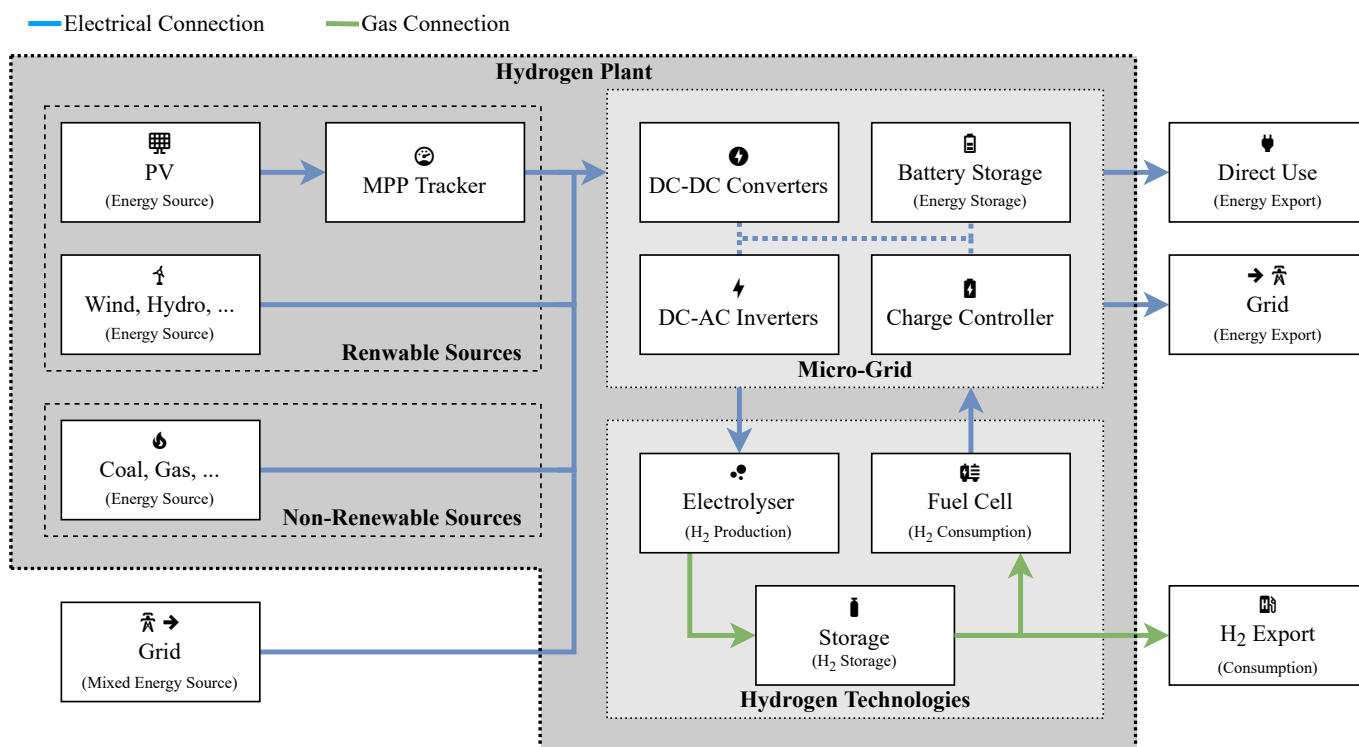 Electrical Connection
Gas Connection
Hydrogen Plant
PV
(Energy Source)
MPP Tracker
Wind, Hydro, ...
(Energy Source)
Renwable Sources
Coal, Gas, ...
(Energy Source)
Non-Renewable Sources
Grid
(Mixed Energy Source)
DC-DC Converters
Battery Storage
(Energy Storage)
DC-AC Inverters
Charge Controller
Micro-Grid
Electrolyser
(H₂ Production)
Fuel Cell
(H₂ Consumption)
Storage
(H₂ Storage)
Hydrogen Technologies
Direct Use
(Energy Export)
Grid
(Energy Export)
H
H₂ Export
(Consumption)